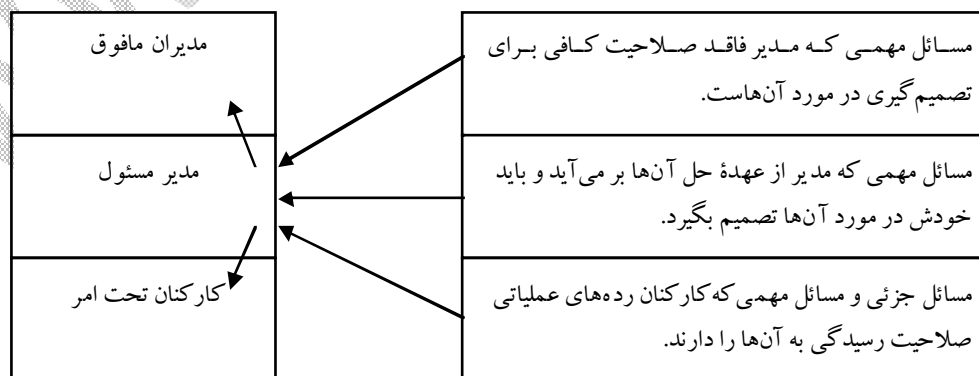 مسائل مهمی که مدیر فاقد صلاحیت کافی برای
تصمیم‌گیری در مورد آن‌هاست.
مدیران مافوق
مسائل مهمی که مدیر از عهدهٔ حل آن‌ها بر می‌آید و باید
خودش در مورد آن‌ها تصمیم بگیرد.
مدیر مسئول
مسائل جزئی و مسائل مهمی که کارکنان رده‌های عملیاتی
صلاحیت رسیدگی به آن‌ها را دارند.
کارکنان تحت امر